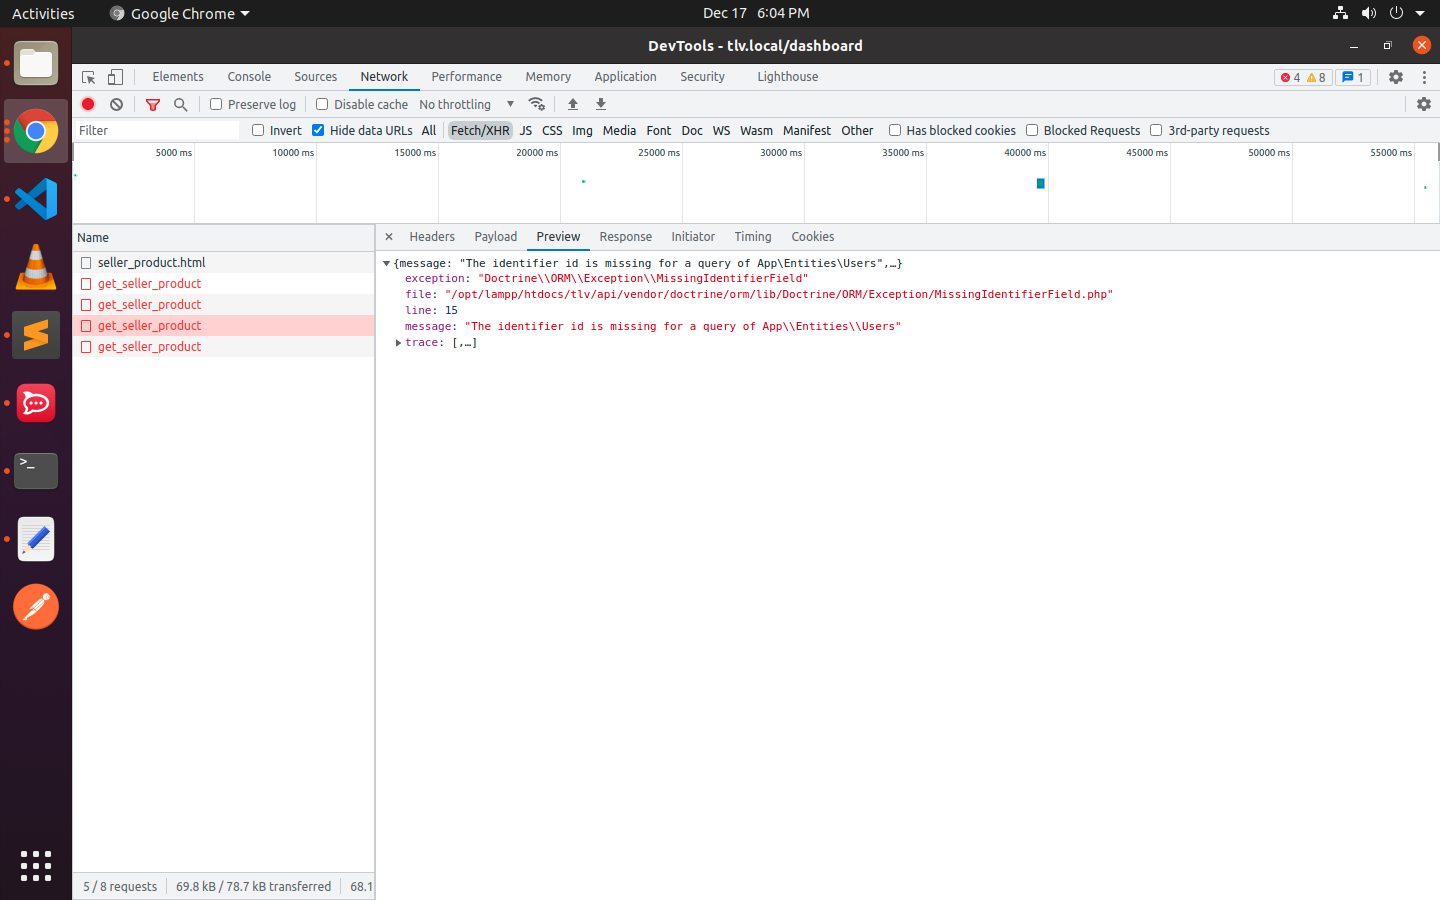 Activities Google Chrome Dec 17 6:04 PM
DevTools - tlv.local/dashboard
Elements Console Sources Network Performance Memory Application Security Lighthouse 4 8 1
Preserve log Disable cache No throttling
Filter Invert Hide data URLs All Fetch/XHR JS CSS Img Media Font Doc WS Wasm Manifest Other Has blocked cookies Blocked Requests 3rd-party requests
5000 ms 10000 ms 15000 ms 20000 ms 25000 ms 30000 ms 35000 ms 40000 ms 45000 ms 50000 ms 55000 ms
Name
seller_product.html
get_seller_product
get_seller_product
get_seller_product
get_seller_product
5 / 8 requests 69.8 kB / 78.7 kB transferred 68.1
× Headers Payload Preview Response Initiator Timing Cookies
{message: "The identifier id is missing for a query of App\Entities\Users",…}
exception: "Doctrine\\ORM\\Exception\\MissingIdentifierField"
file: "/opt/lampp/htdocs/tlv/api/vendor/doctrine/orm/lib/Doctrine/ORM/Exception/MissingIdentifierField.php"
line: 15
message: "The identifier id is missing for a query of App\\Entities\\Users"
trace: [,…]